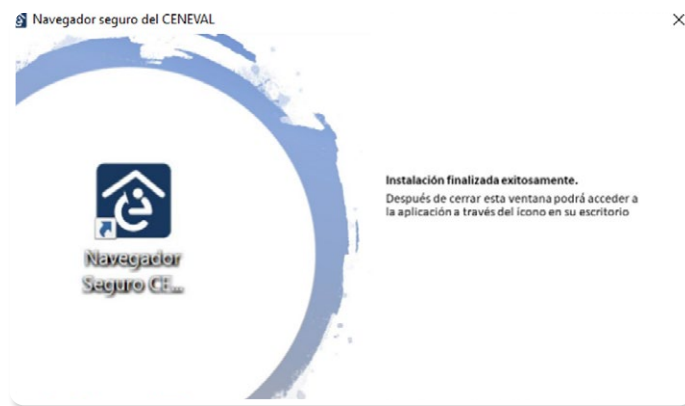 Navegador seguro del CENEVAL
Navegador
Seguro CE...
Instalación finalizada exitosamente.
Después de cerrar esta ventana podrá acceder a
la aplicación a través del ícono en su escritorio